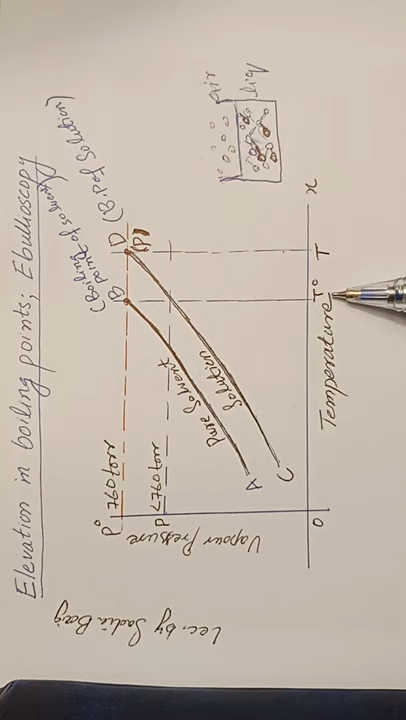 Elevation in boiling points; Ebullioscopy
(Boiling point of solvent)
(B.P of Solution)
B
D
(P)
P° 760 torr
P <760 torr
Vapour Pressure
Pure Solvent
Solution
A
C
O
T°
T
x
Temperature
air
liq
Lec. by Sadia Baig